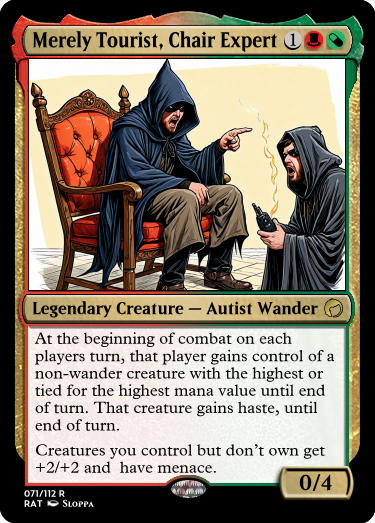 Merely Tourist, Chair Expert 1
Legendary Creature — Autist Wander
At the beginning of combat on each
players turn, that player gains control of a
non-wander creature with the highest or
tied for the highest mana value until end
of turn. That creature gains haste, until
end of turn.
Creatures you control but don't own get
+2/+2 and  have menace.
0/4
071/112 R
RAT Sloppa